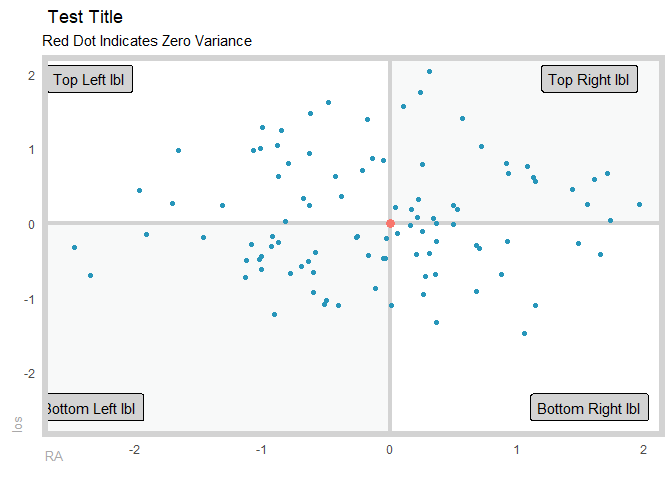 Test Title
Red Dot Indicates Zero Variance
Top Left lbl
Top Right lbl
2
1
0
-1
-2
Bottom Left lbl
Bottom Right lbl
los
-2
-1
0
1
2
RA